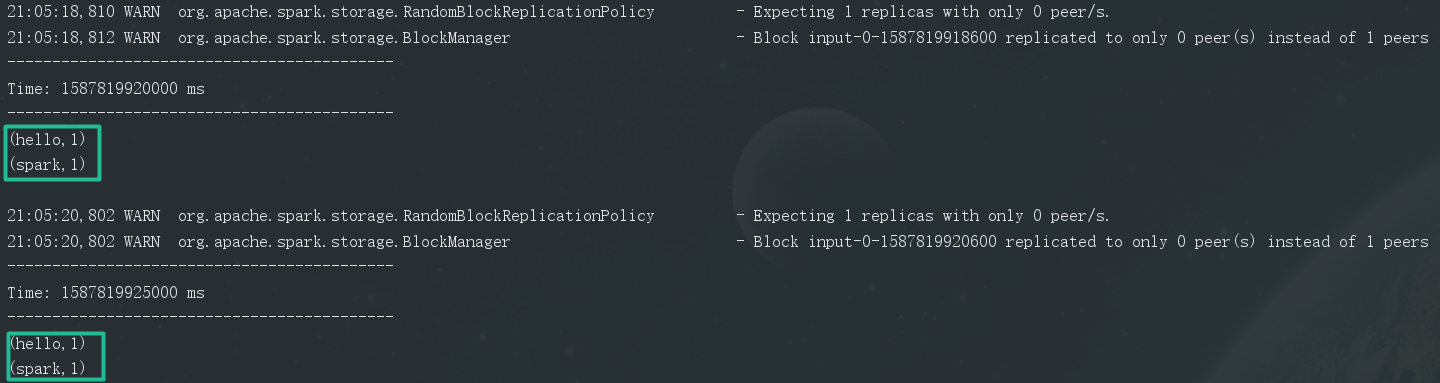 21:05:18,810 WARN  org.apache.spark.storage.RandomBlockReplicationPolicy         - Expecting 1 replicas with only 0 peer/s.
21:05:18,812 WARN  org.apache.spark.storage.BlockManager                         - Block input-0-1587819918600 replicated to only 0 peer(s) instead of 1 peers
-------------------------------------------
Time: 1587819920000 ms
-------------------------------------------
(hello,1)
(spark,1)
21:05:20,802 WARN  org.apache.spark.storage.RandomBlockReplicationPolicy         - Expecting 1 replicas with only 0 peer/s.
21:05:20,802 WARN  org.apache.spark.storage.BlockManager                         - Block input-0-1587819920600 replicated to only 0 peer(s) instead of 1 peers
-------------------------------------------
Time: 1587819925000 ms
-------------------------------------------
(hello,1)
(spark,1)